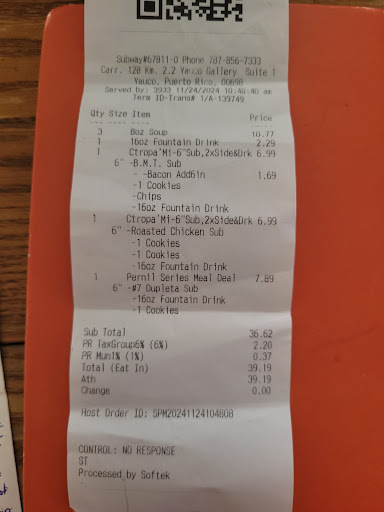 Subway#67811-0 Phone 787-856-7333
Carr. 128 Km. 2.2 Yauco Gallery Suite 1
Yauco, Puerto Rico, 00698
Served by: 3933 11/24/2024 10:48:40 am
Term ID-Trans# 1/A-139749
Qty Size Item Price
3 8oz Soup 10.77
1 16oz Fountain Drink 2.29
1 Ctropa'Mi-6"Sub,2xSide&Drk 6.99
6" -B.M.T. Sub
- -Bacon Add6in 1.69
-1 Cookies
-Chips
-16oz Fountain Drink
1 Ctropa'Mi-6"Sub,2xSide&Drk 6.99
6" -Roasted Chicken Sub
-1 Cookies
-1 Cookies
-16oz Fountain Drink
1 Pernil Series Meal Deal 7.89
6" -#7 Dupleta Sub
-16oz Fountain Drink
-1 Cookies
Sub Total 36.62
PR TaxGroup6% (6%) 2.20
PR Mun1% (1%) 0.37
Total (Eat In) 39.19
Ath 39.19
Change 0.00
Host Order ID: SPM20241124104808
CONTROL: NO RESPONSE
ST
Processed by Softek